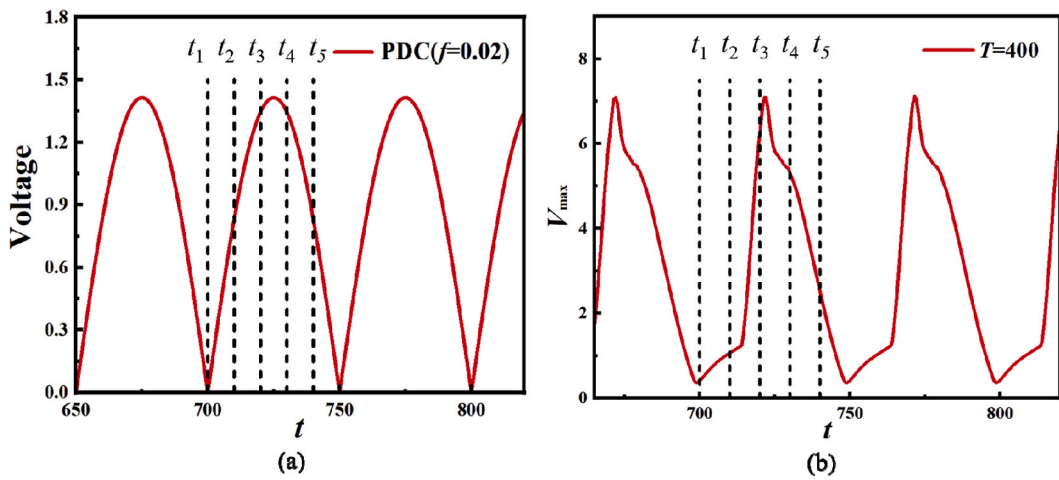 1.8
1.5
1.2
0.9
0.6
0.3
0.0
Voltage
t1 t2 t3 t4 t5
PDC(f=0.02)
650 700 750 800
t
(a)
8
6
4
2
0
Vmax
t1 t2 t3 t4 t5
T=400
700 750 800
t
(b)